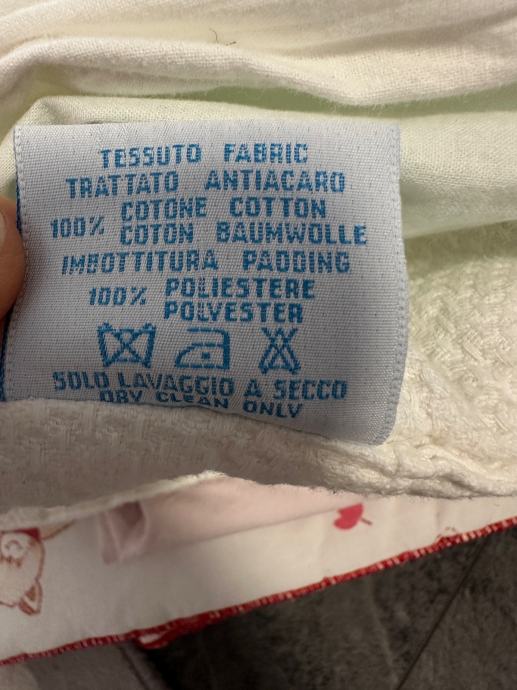 TESSUTO FABRIC
TRATTATO ANTIACARO
100% COTONE COTTON
COTON BAUMWOLLE
IMBOTTITURA PADDING
100% POLIESTERE
POLYESTER
SOLO LAVAGGIO A SECCO
DRY CLEAN ONLY